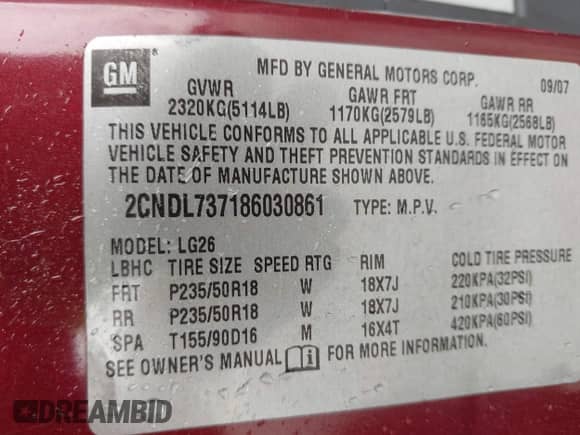 GM®
MFD BY GENERAL MOTORS CORP. 09/07
GVWR GAWR FRT GAWR RR
2320KG(5114LB) 1170KG(2579LB) 1165KG(2568LB)
THIS VEHICLE CONFORMS TO ALL APPLICABLE U.S. FEDERAL MOTOR
VEHICLE SAFETY AND THEFT PREVENTION STANDARDS IN EFFECT ON
THE DATE OF MANUFACTURE SHOWN ABOVE.
2CNDL737186030861 TYPE: M.P.V.
MODEL: LG26
LBHC TIRE SIZE SPEED RTG RIM COLD TIRE PRESSURE
FRT P235/50R18 W 18X7J 220KPA(32PSI)
RR P235/50R18 W 18X7J 210KPA(30PSI)
SPA T155/90D16 M 16X4T 420KPA(60PSI)
SEE OWNER'S MANUAL i FOR MORE INFORMATION.
DREAMBID